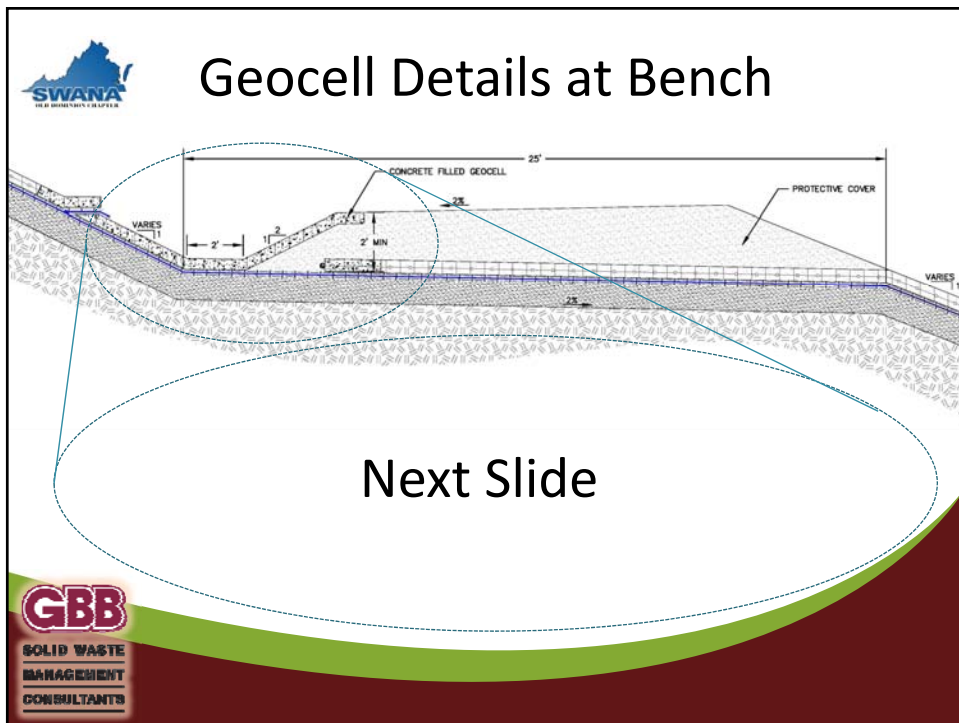 Geocell Details at Bench
SWANA
OLD DOMINION CHAPTER
25'
CONCRETE FILLED GEOCELL
PROTECTIVE COVER
2%
VARIES
1
2'
2
1
2' MIN
VARIES
1
2%
Next Slide
GBB
SOLID WASTE
MANAGEMENT
CONSULTANTS